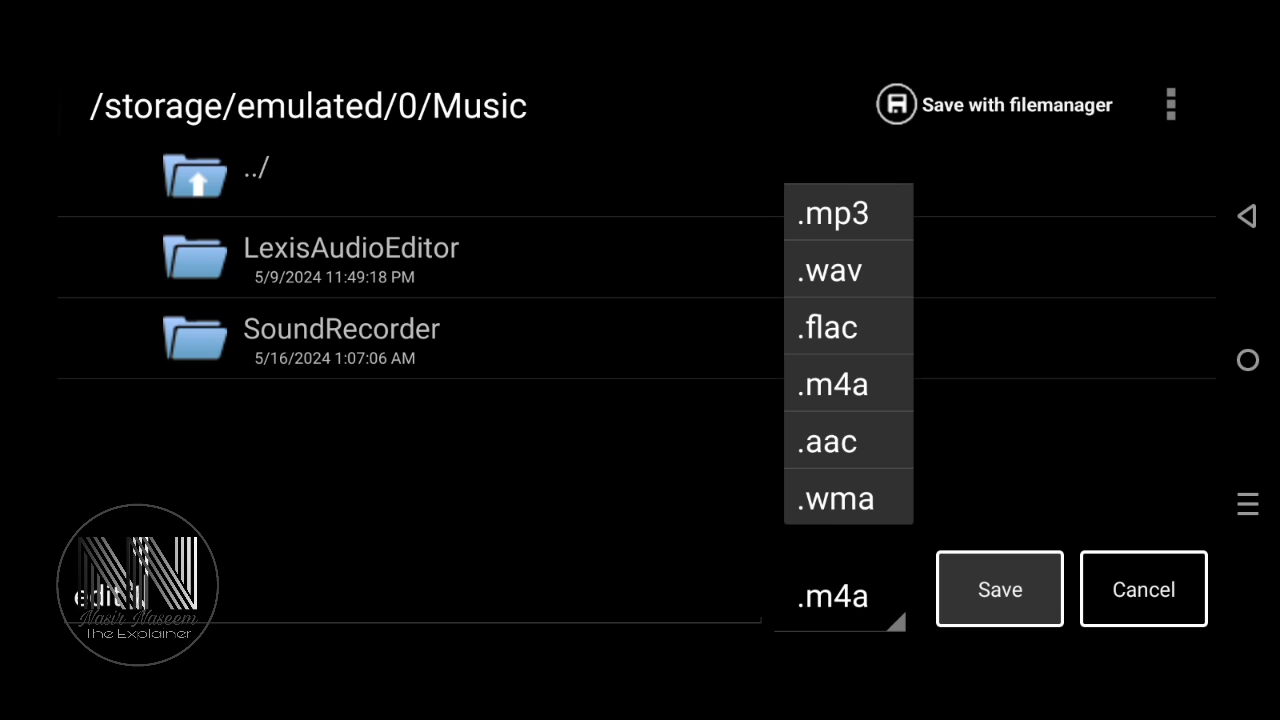 /storage/emulated/0/Music
Save with filemanager
../
LexisAudioEditor
5/9/2024 11:49:18 PM
SoundRecorder
5/16/2024 1:07:06 AM
.mp3
.wav
.flac
.m4a
.aac
.wma
.m4a
Save
Cancel
NN
Nasir Naseem
The Explainer